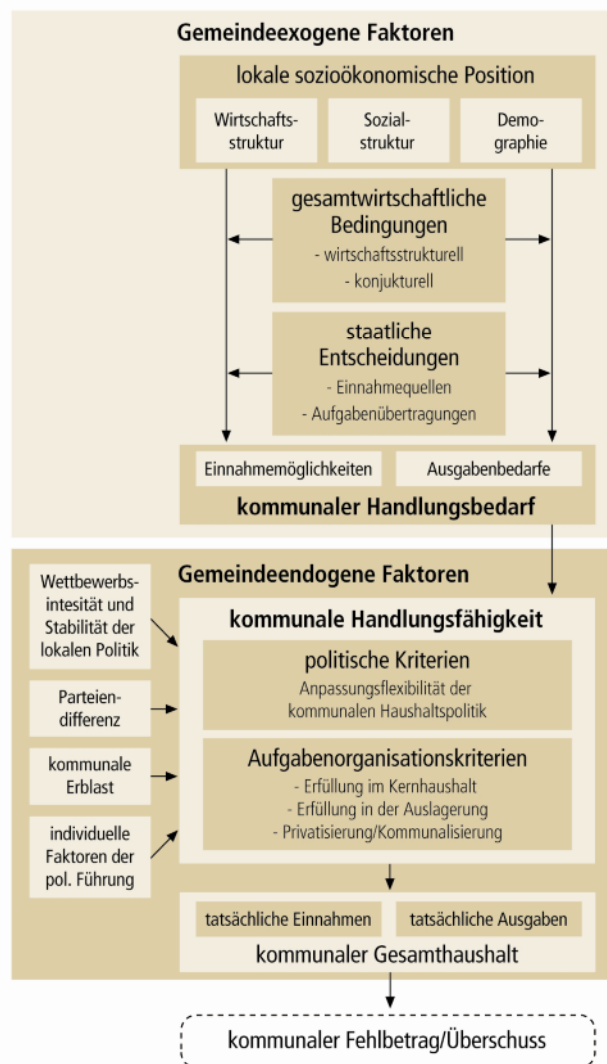 Gemeindeexogene Faktoren
lokale sozioökonomische Position
Wirtschafts-
struktur
Sozial-
struktur
Demo-
graphie
gesamtwirtschaftliche
Bedingungen
- wirtschaftsstrukturell
- konjukturell
staatliche
Entscheidungen
- Einnahmequellen
- Aufgabenübertragungen
Einnahmemöglichkeiten
Ausgabenbedarfe
kommunaler Handlungsbedarf
Gemeindeendogene Faktoren
Wettbewerbs-
intesität und
Stabilität der
lokalen Politik
Parteien-
differenz
kommunale
Erblast
individuelle
Faktoren der
pol. Führung
kommunale Handlungsfähigkeit
politische Kriterien
Anpassungsflexibilität der
kommunalen Haushaltspolitik
Aufgabenorganisationskriterien
- Erfüllung im Kernhaushalt
- Erfüllung in der Auslagerung
- Privatisierung/Kommunalisierung
tatsächliche Einnahmen
tatsächliche Ausgaben
kommunaler Gesamthaushalt
kommunaler Fehlbetrag/Überschuss